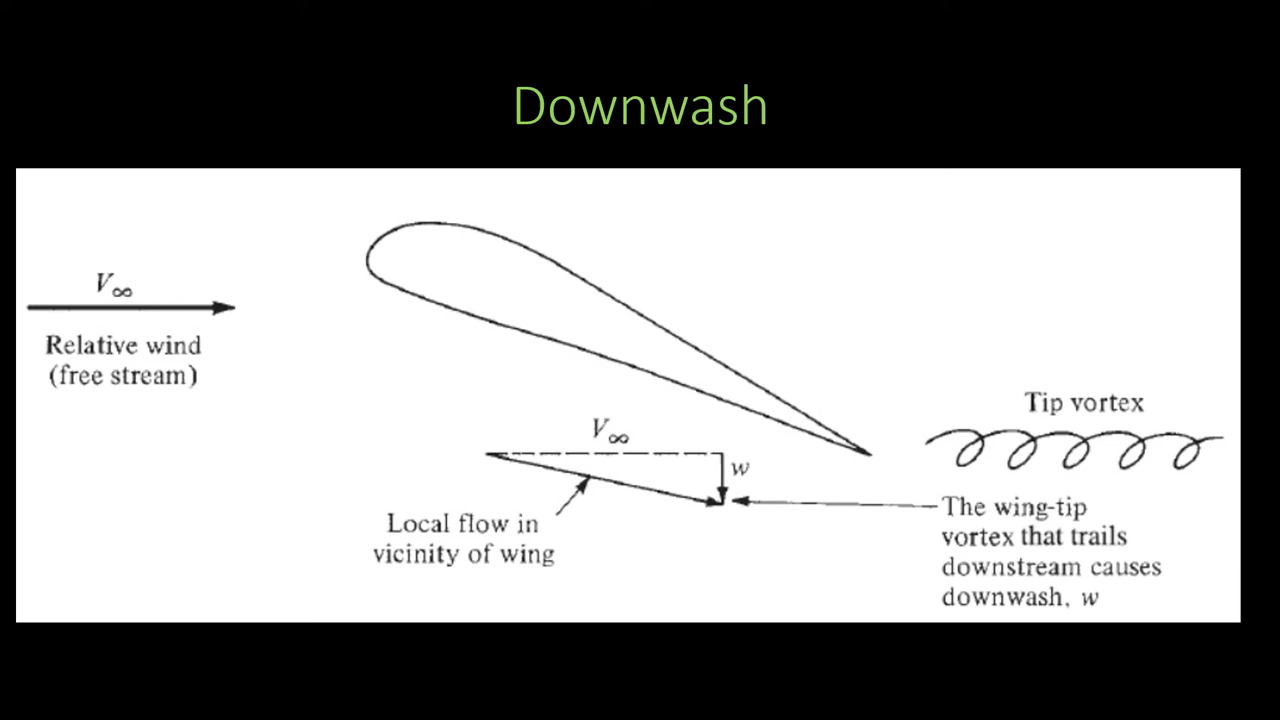 Downwash
V∞
Relative wind
(free stream)
Tip vortex
V∞
w
Local flow in
vicinity of wing
The wing-tip
vortex that trails
downstream causes
downwash, w